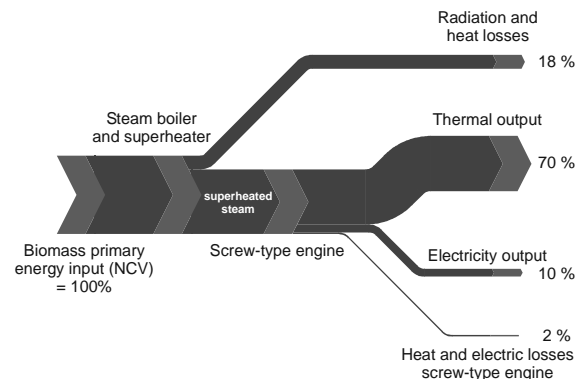 Radiation and
heat losses
18 %
Steam boiler
and superheater
Thermal output
70 %
superheated
steam
Biomass primary
energy input (NCV)
= 100%
Screw-type engine
Electricity output
10 %
2 %
Heat and electric losses
screw-type engine